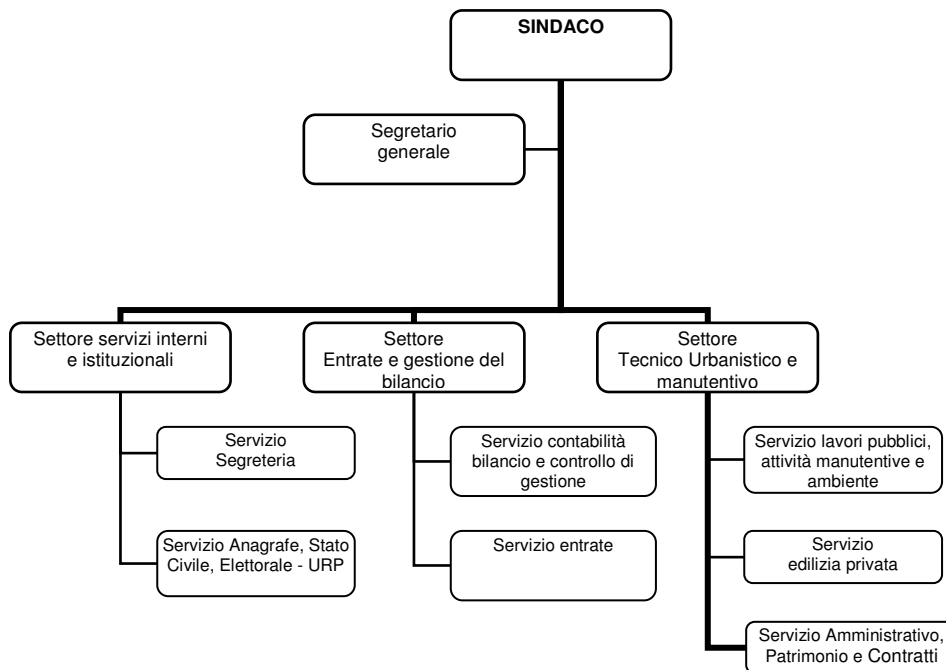 SINDACO
Segretario
generale
Settore servizi interni
e istituzionali
Settore
Entrate e gestione del
bilancio
Settore
Tecnico Urbanistico e
manutentivo
Servizio
Segreteria
Servizio contabilità
bilancio e controllo di
gestione
Servizio lavori pubblici,
attività manutentive e
ambiente
Servizio Anagrafe, Stato
Civile, Elettorale - URP
Servizio entrate
Servizio
edilizia privata
Servizio Amministrativo,
Patrimonio e Contratti